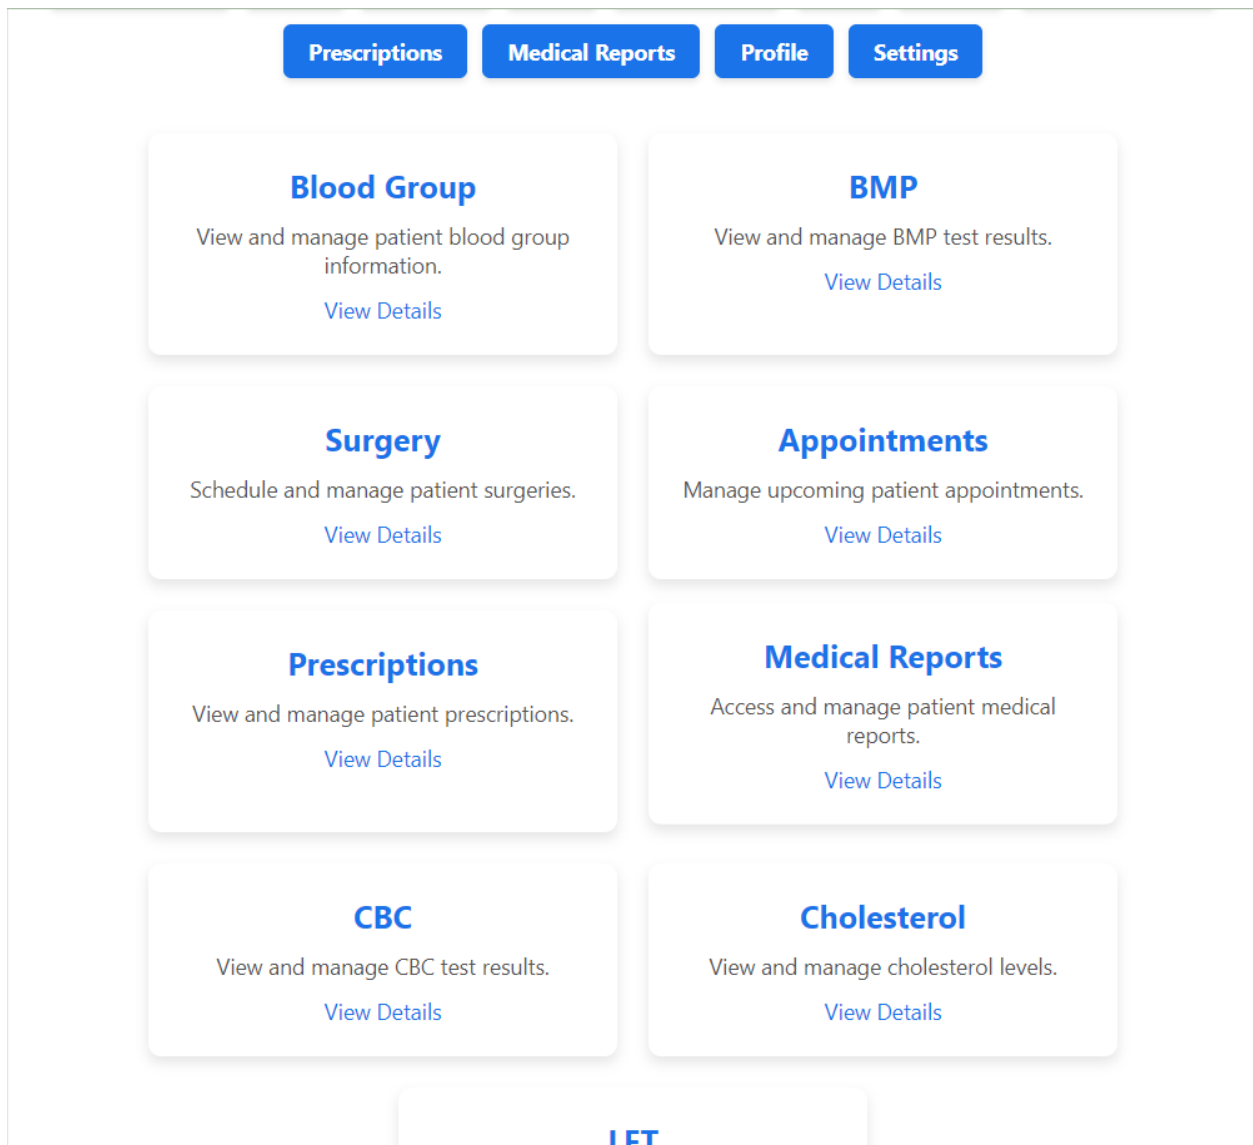 Prescriptions
Medical Reports
Profile
Settings
Blood Group
View and manage patient blood group
information.
View Details
BMP
View and manage BMP test results.
View Details
Surgery
Schedule and manage patient surgeries.
View Details
Appointments
Manage upcoming patient appointments.
View Details
Prescriptions
View and manage patient prescriptions.
View Details
Medical Reports
Access and manage patient medical
reports.
View Details
CBC
View and manage CBC test results.
View Details
Cholesterol
View and manage cholesterol levels.
View Details
LFT